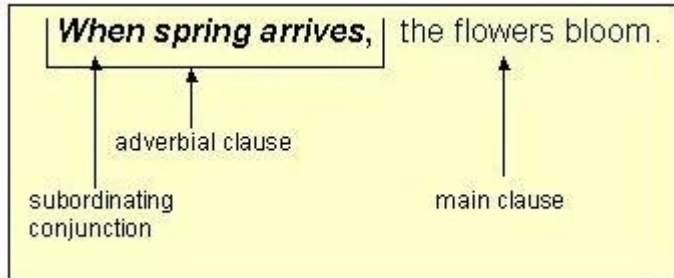 When spring arrives, the flowers bloom.
adverbial clause
subordinating
conjunction
main clause